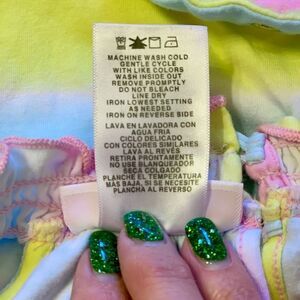 MACHINE WASH COLD
GENTLE CYCLE
WITH LIKE COLORS
WASH INSIDE OUT
REMOVE PROMPTLY
DO NOT BLEACH
LINE DRY
IRON LOWEST SETTING
AS NEEDED
IRON ON REVERSE SIDE
LAVA EN LAVADORA CON
AGUA FRIA
CICLO DELICADO
CON COLORES SIMILARES
LAVA AL REVÉS
RETIRA PRONTAMENTE
NO USE BLANQUEADOR
SECA COLGADO
PLANCHE EL TEMPERATURA
MAS BAJA, SI SE NECESITE
PLANCHE AL REVERSO